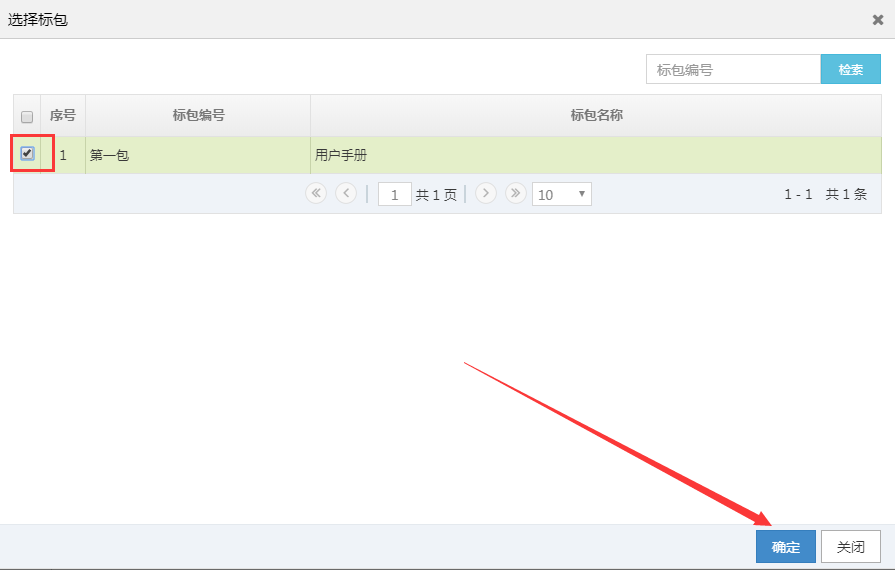 选择标包
标包编号 检索
序号 标包编号 标包名称
1 第一包 用户手册
1 共 1 页 10 1 - 1 共 1 条
确定 关闭